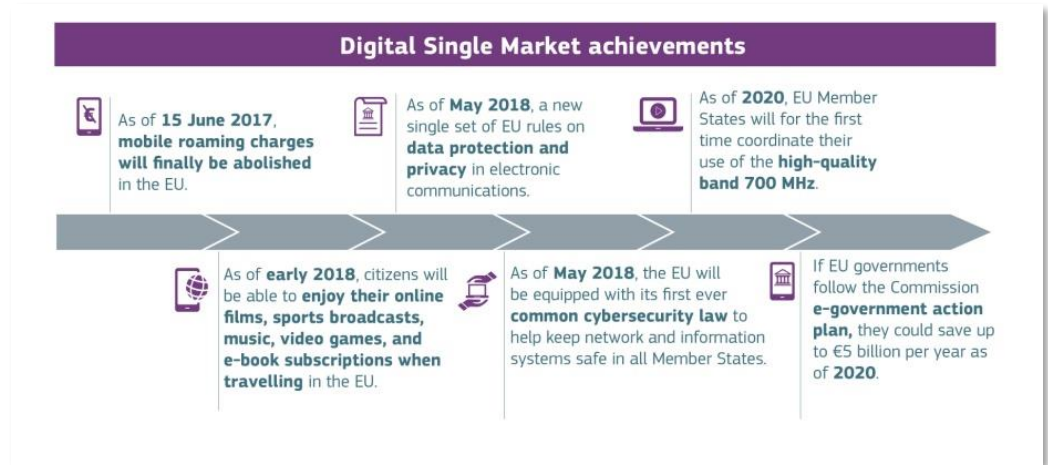 Digital Single Market achievements
As of 15 June 2017,
mobile roaming charges
will finally be abolished
in the EU.
As of May 2018, a new
single set of EU rules on
data protection and
privacy in electronic
communications.
As of 2020, EU Member
States will for the first
time coordinate their
use of the high-quality
band 700 MHz.
As of early 2018, citizens will
be able to enjoy their online
films, sports broadcasts,
music, video games, and
e-book subscriptions when
travelling in the EU.
As of May 2018, the EU will
be equipped with its first ever
common cybersecurity law to
help keep network and information
systems safe in all Member States.
If EU governments
follow the Commission
e-government action
plan, they could save up
to €5 billion per year as
of 2020.